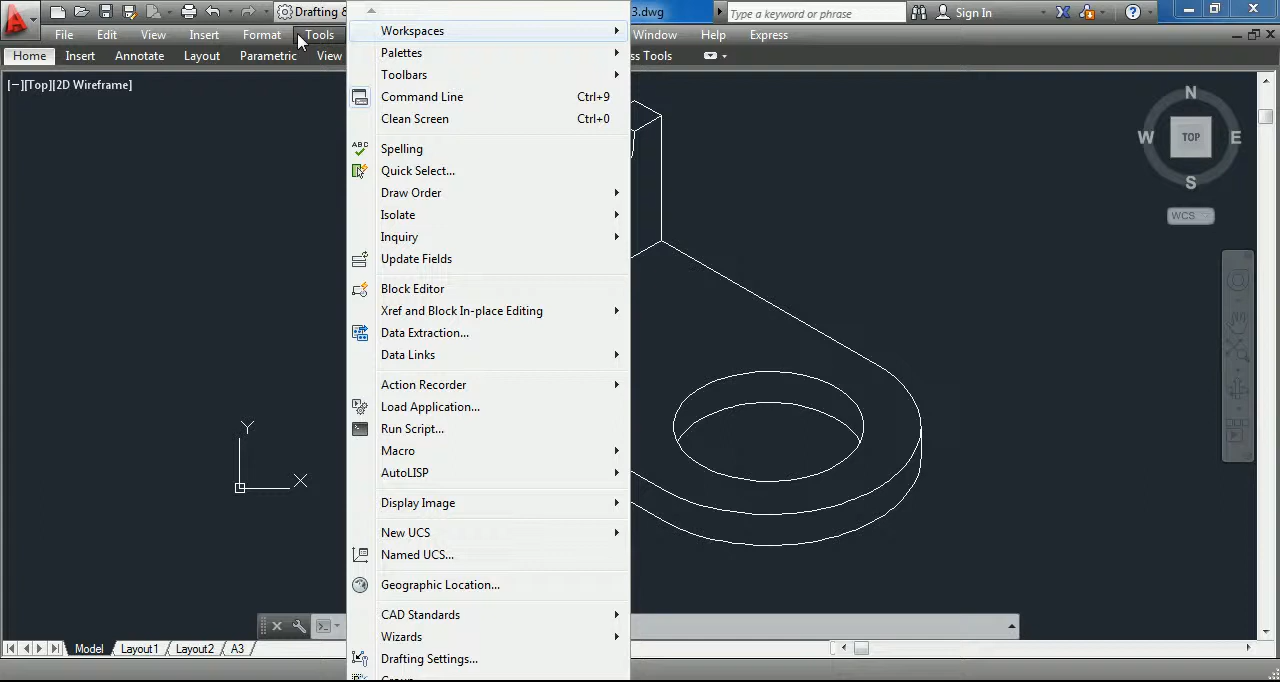 Drafting &
3.dwg
Type a keyword or phrase
Sign In
File Edit View Insert Format Tools Window Help Express
Home Insert Annotate Layout Parametric View ss Tools
[−][Top][2D Wireframe]
Workspaces
Palettes
Toolbars
Command Line Ctrl+9
Clean Screen Ctrl+0
ABC Spelling
Quick Select...
Draw Order
Isolate
Inquiry
Update Fields
Block Editor
Xref and Block In-place Editing
Data Extraction...
Data Links
Action Recorder
Load Application...
Run Script...
Macro
AutoLISP
Display Image
New UCS
Named UCS...
Geographic Location...
CAD Standards
Wizards
Drafting Settings...
N
W TOP E
S
WCS
Y
X
Model Layout1 Layout2 A3